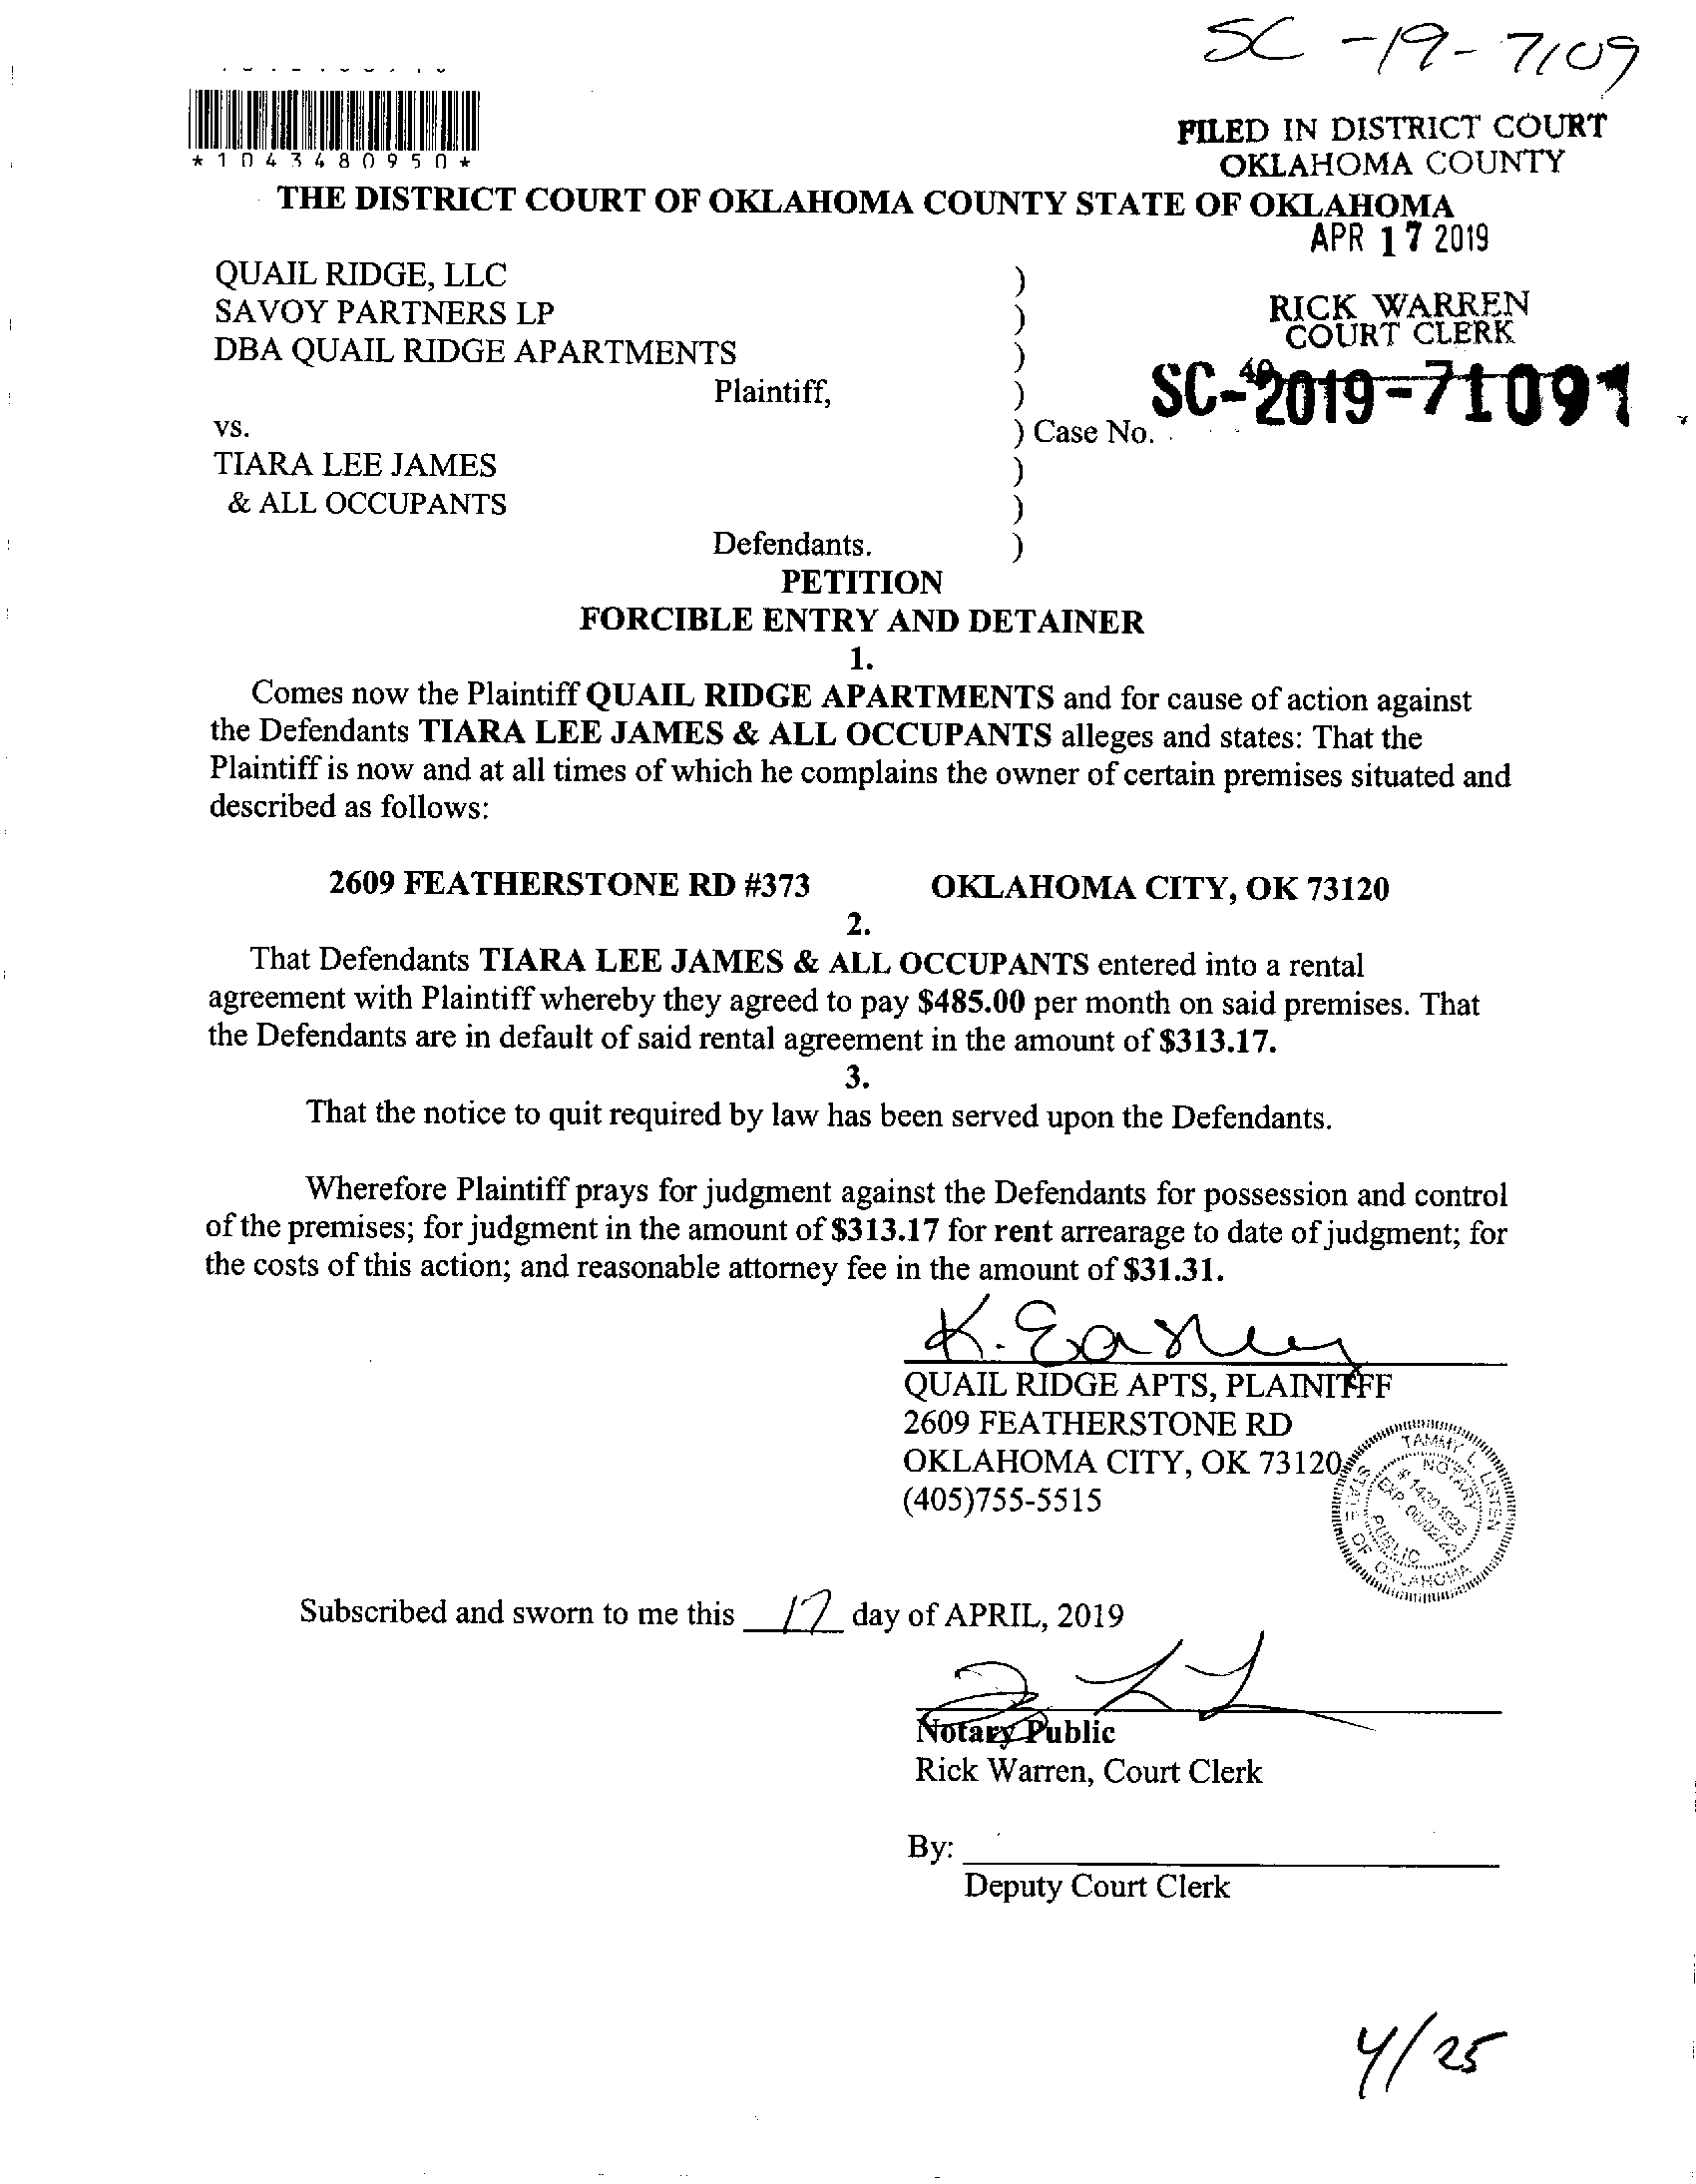 SC-19-7109
*1043480950*
FILED IN DISTRICT COURT
OKLAHOMA COUNTY
THE DISTRICT COURT OF OKLAHOMA COUNTY STATE OF OKLAHOMA
APR 17 2019
QUAIL RIDGE, LLC )
SAVOY PARTNERS LP )
RICK WARREN
COURT CLERK
DBA QUAIL RIDGE APARTMENTS )
Plaintiff, )
SC-2019-71091
vs. ) Case No.
TIARA LEE JAMES )
& ALL OCCUPANTS )
Defendants. )
PETITION
FORCIBLE ENTRY AND DETAINER
1.
Comes now the Plaintiff QUAIL RIDGE APARTMENTS and for cause of action against
the Defendants TIARA LEE JAMES & ALL OCCUPANTS alleges and states: That the
Plaintiff is now and at all times of which he complains the owner of certain premises situated and
described as follows:
2609 FEATHERSTONE RD #373 OKLAHOMA CITY, OK 73120
2.
That Defendants TIARA LEE JAMES & ALL OCCUPANTS entered into a rental
agreement with Plaintiff whereby they agreed to pay $485.00 per month on said premises. That
the Defendants are in default of said rental agreement in the amount of $313.17.
3.
That the notice to quit required by law has been served upon the Defendants.
Wherefore Plaintiff prays for judgment against the Defendants for possession and control
of the premises; for judgment in the amount of $313.17 for rent arrearage to date of judgment; for
the costs of this action; and reasonable attorney fee in the amount of $31.31.
K. Easley
QUAIL RIDGE APTS, PLAINITFF
2609 FEATHERSTONE RD
OKLAHOMA CITY, OK 73120
(405)755-5515
TAMMY L. LISTEN
NOTARY PUBLIC
STATE OF OKLAHOMA
Subscribed and sworn to me this 17 day of APRIL, 2019
Notary Public
Rick Warren, Court Clerk
By:
Deputy Court Clerk
4/25